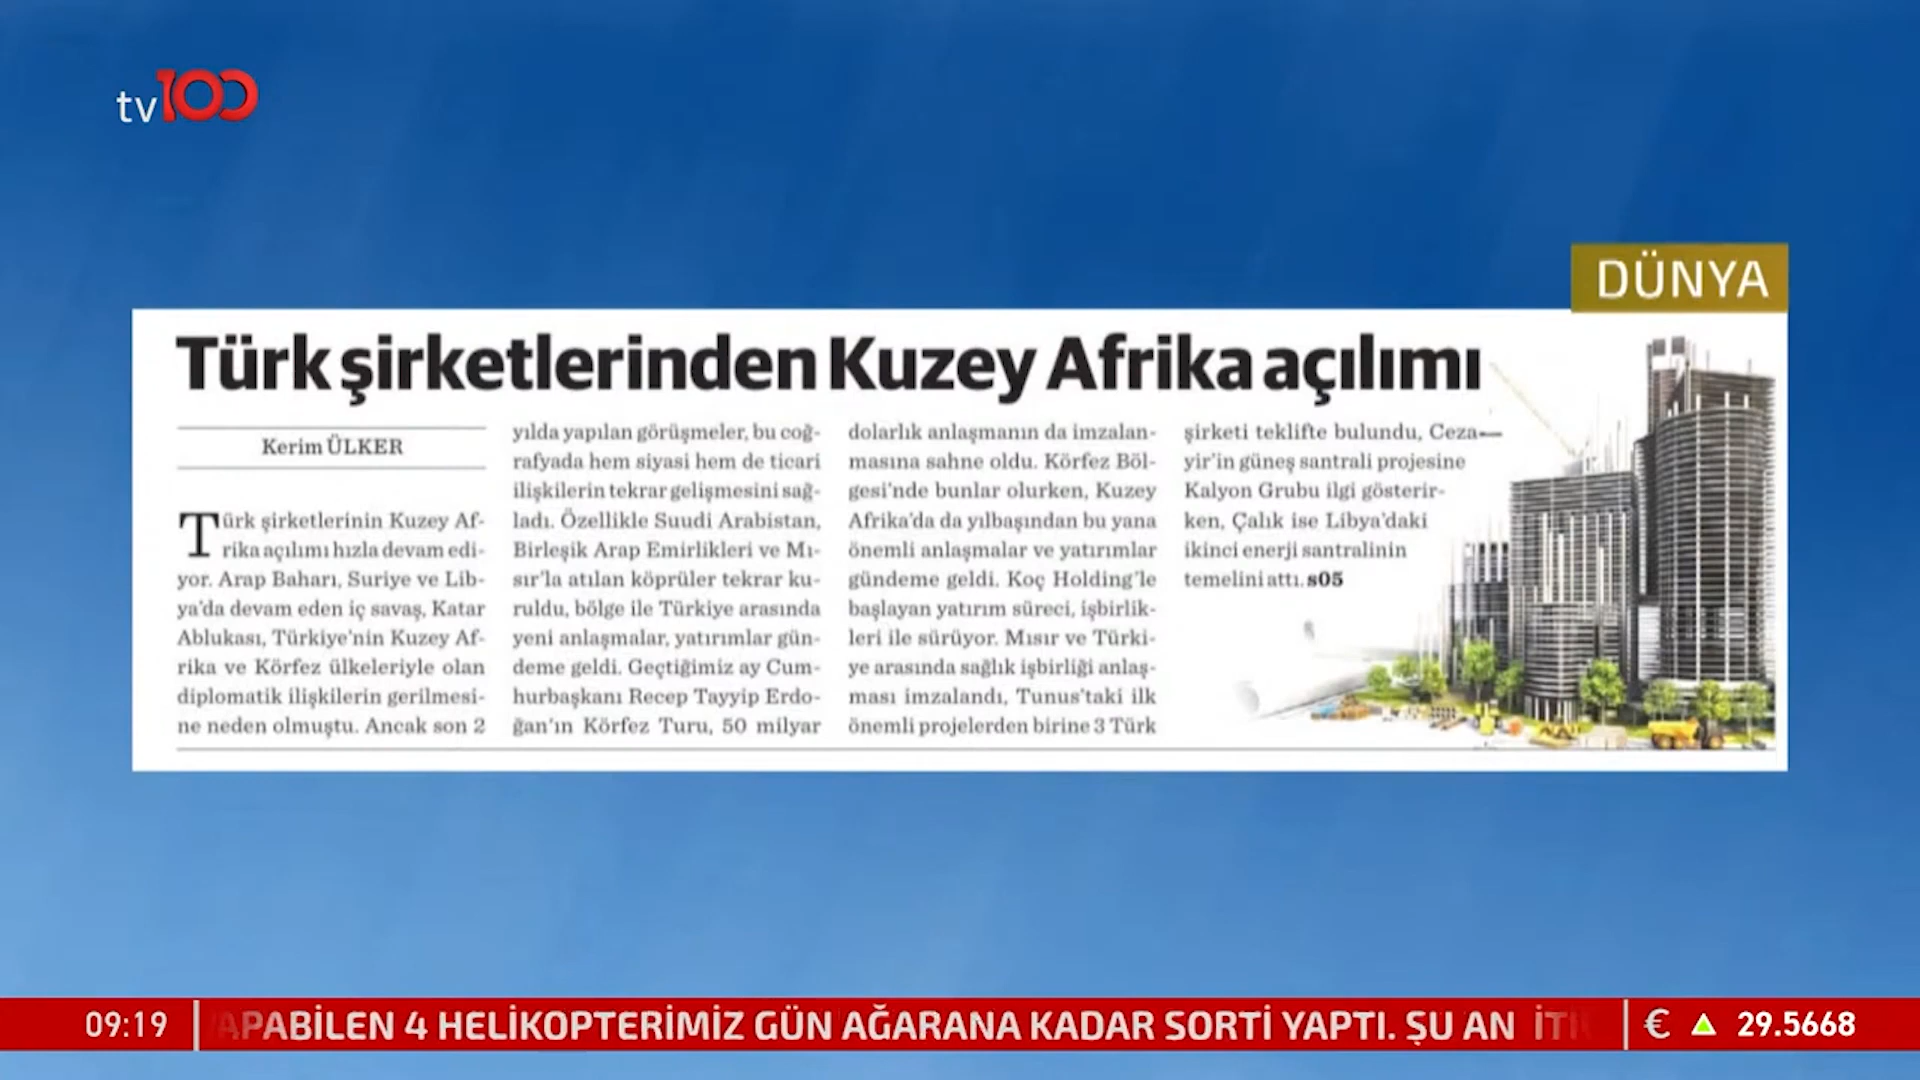 tv100
DÜNYA
Türk şirketlerinden Kuzey Afrika açılımı
Kerim ÜLKER
Türk şirketlerinin Kuzey Af-
rika açılımı hızla devam edi-
yor. Arap Baharı, Suriye ve Lib-
ya'da devam eden iç savaş, Katar
Ablukası, Türkiye'nin Kuzey Af-
rika ve Körfez ülkeleriyle olan
diplomatik ilişkilerin gerilmesi-
ne neden olmuştu. Ancak son 2
yılda yapılan görüşmeler, bu coğ-
rafyada hem siyasi hem de ticari
ilişkilerin tekrar gelişmesini sağ-
ladı. Özellikle Suudi Arabistan,
Birleşik Arap Emirlikleri ve Mı-
sır'la atılan köprüler tekrar ku-
ruldu, bölge ile Türkiye arasında
yeni anlaşmalar, yatırımlar gün-
deme geldi. Geçtiğimiz ay Cum-
hurbaşkanı Recep Tayyip Erdo-
ğan'ın Körfez Turu, 50 milyar
dolarlık anlaşmanın da imzalan-
masına sahne oldu. Körfez Böl-
gesi'nde bunlar olurken, Kuzey
Afrika'da da yılbaşından bu yana
önemli anlaşmalar ve yatırımlar
gündeme geldi. Koç Holding'le
başlayan yatırım süreci, işbirlik-
leri ile sürüyor. Mısır ve Türki-
ye arasında sağlık işbirliği anlaş-
ması imzalandı, Tunus'taki ilk
önemli projelerden birine 3 Türk
şirketi teklifte bulundu, Ceza-
yir'in güneş santrali projesine
Kalyon Grubu ilgi gösterir-
ken, Çalık ise Libya'daki
ikinci enerji santralinin
temelini attı. s05
09:19 APABİLEN 4 HELİKOPTERİMİZ GÜN AĞARANA KADAR SORTİ YAPTI. ŞU AN İTİ € ▲ 29.5668